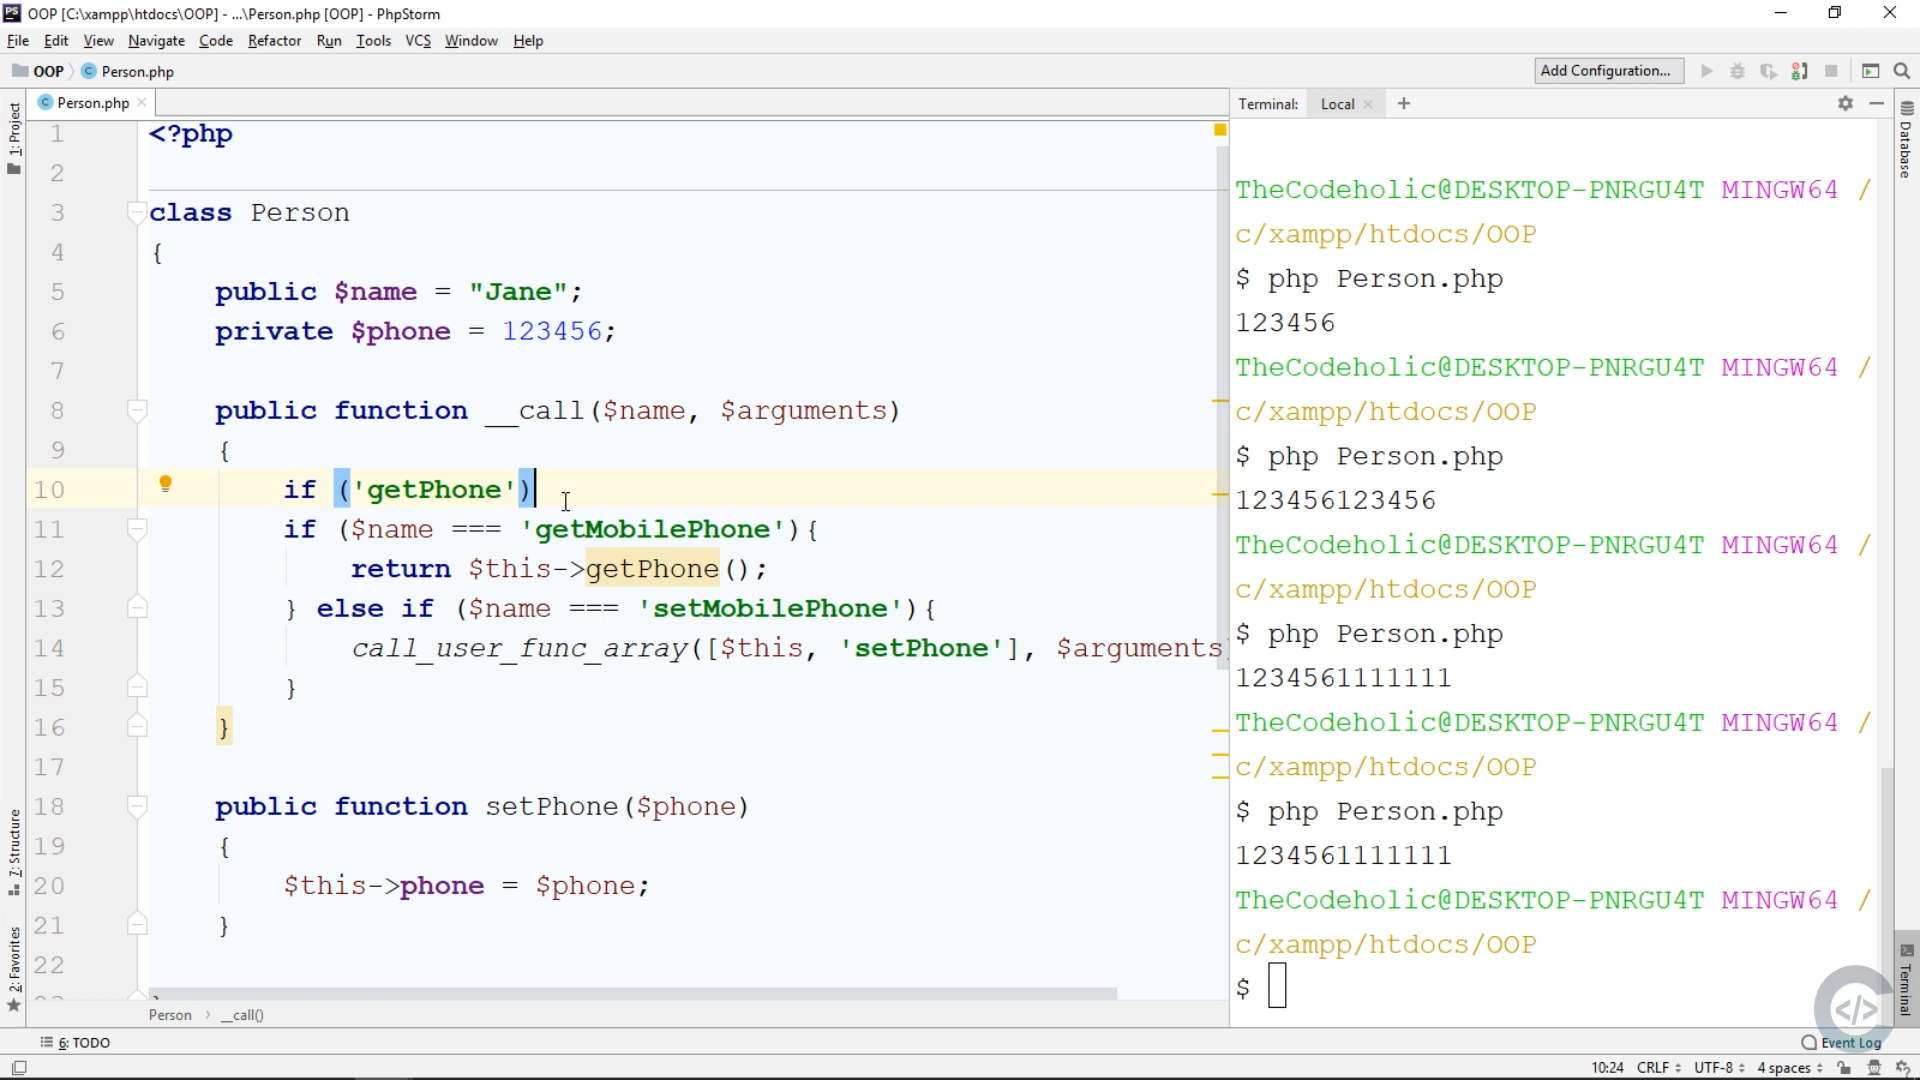 PS OOP [C:\xampp\htdocs\OOP] - ...\Person.php [OOP] - PhpStorm
File Edit View Navigate Code Refactor Run Tools VCS Window Help
OOP Person.php
Add Configuration...
Person.php
Terminal: Local
1: Project
7: Structure
2: Favorites
1 <?php
2
3 class Person
4 {
5 public $name = "Jane";
6 private $phone = 123456;
7
8 public function __call($name, $arguments)
9 {
10 if ('getPhone')
11 if ($name === 'getMobilePhone'){
12 return $this->getPhone();
13 } else if ($name === 'setMobilePhone'){
14 call_user_func_array([$this, 'setPhone'], $arguments
15 }
16 }
17
18 public function setPhone($phone)
19 {
20 $this->phone = $phone;
21 }
22
Person › __call()
TheCodeholic@DESKTOP-PNRGU4T MINGW64 /
c/xampp/htdocs/OOP
$ php Person.php
123456
TheCodeholic@DESKTOP-PNRGU4T MINGW64 /
c/xampp/htdocs/OOP
$ php Person.php
123456123456
TheCodeholic@DESKTOP-PNRGU4T MINGW64 /
c/xampp/htdocs/OOP
$ php Person.php
1234561111111
TheCodeholic@DESKTOP-PNRGU4T MINGW64 /
c/xampp/htdocs/OOP
$ php Person.php
1234561111111
TheCodeholic@DESKTOP-PNRGU4T MINGW64 /
c/xampp/htdocs/OOP
$
Database
Terminal
</>
6: TODO
Event Log
10:24 CRLF UTF-8 4 spaces